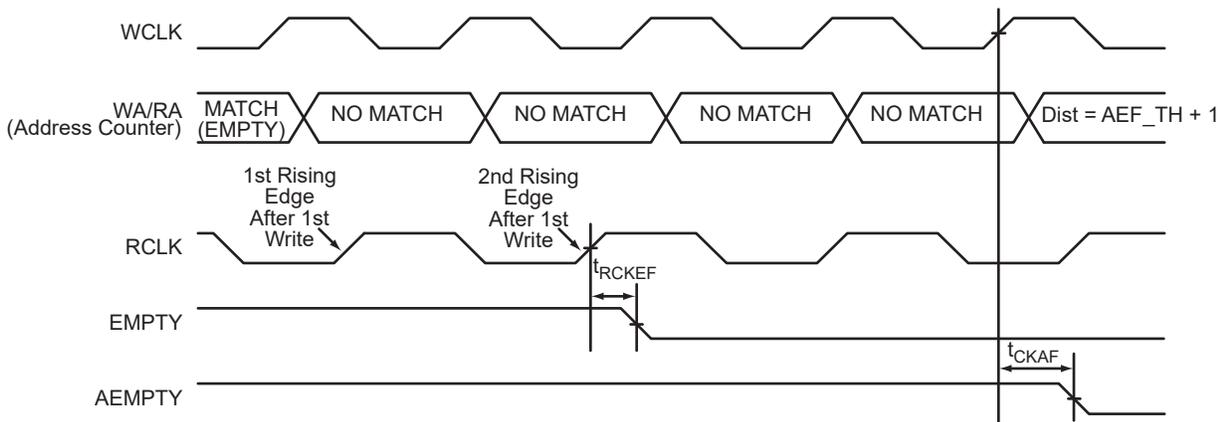 WCLK
WA/RA
(Address Counter)
MATCH
(EMPTY)
NO MATCH
NO MATCH
NO MATCH
NO MATCH
Dist = AEF_TH + 1
1st Rising
Edge
After 1st
Write
2nd Rising
Edge
After 1st
Write
RCLK
tRCKEF
EMPTY
tCKAF
AEMPTY